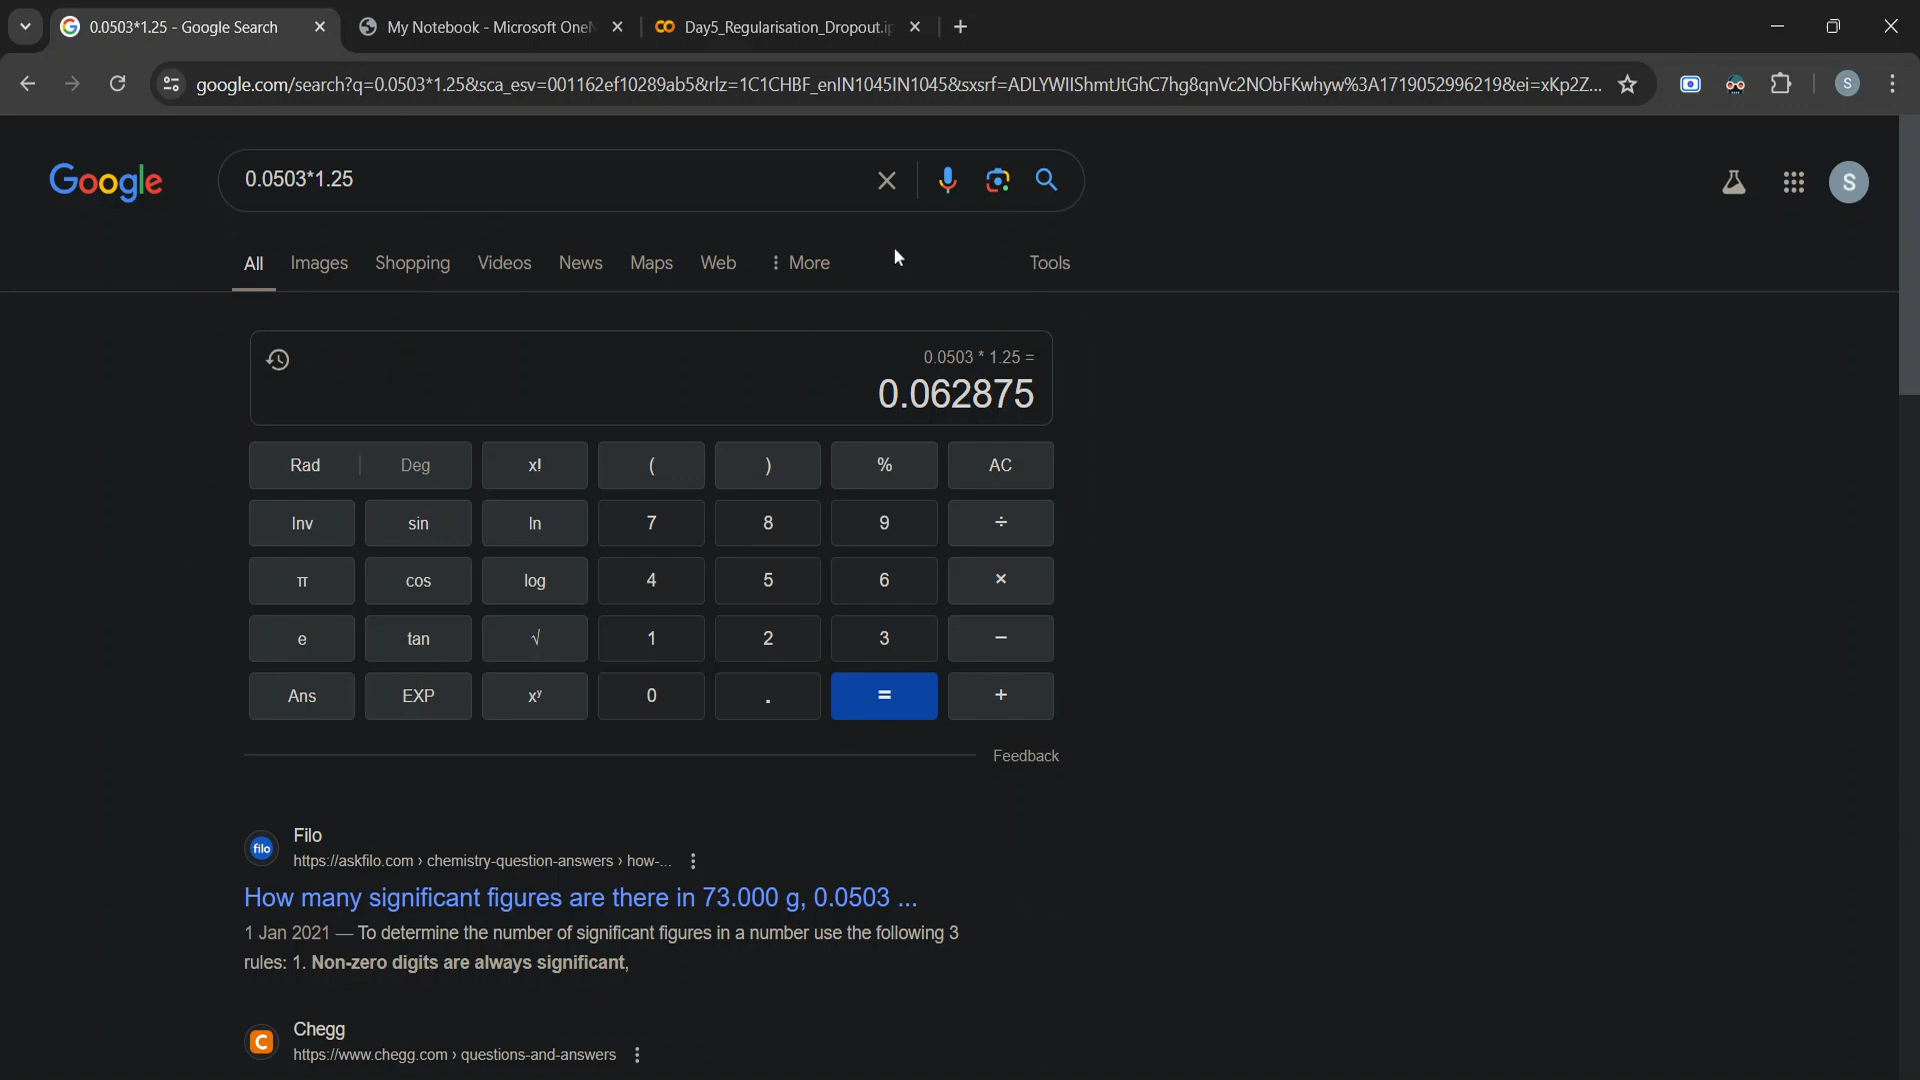 0.0503*1.25 - Google Search
My Notebook - Microsoft OneN
Day5_Regularisation_Dropout.ip
google.com/search?q=0.0503*1.25&sca_esv=001162ef10289ab5&rlz=1C1CHBF_enIN1045IN1045&sxsrf=ADLYWIIShmtJtGhC7hg8qnVc2NObFKwhyw%3A1719052996219&ei=xKp2Z...
S
Google
0.0503*1.25
S
All Images Shopping Videos News Maps Web More Tools
0.0503 * 1.25 =
0.062875
Rad Deg x! ( ) % AC
Inv sin ln 7 8 9 ÷
π cos log 4 5 6 ×
e tan √ 1 2 3 −
Ans EXP xʸ 0 . = +
Feedback
filo
Filo
https://askfilo.com › chemistry-question-answers › how-...
How many significant figures are there in 73.000 g, 0.0503 ...
1 Jan 2021 — To determine the number of significant figures in a number use the following 3
rules: 1. Non-zero digits are always significant,
C
Chegg
https://www.chegg.com › questions-and-answers